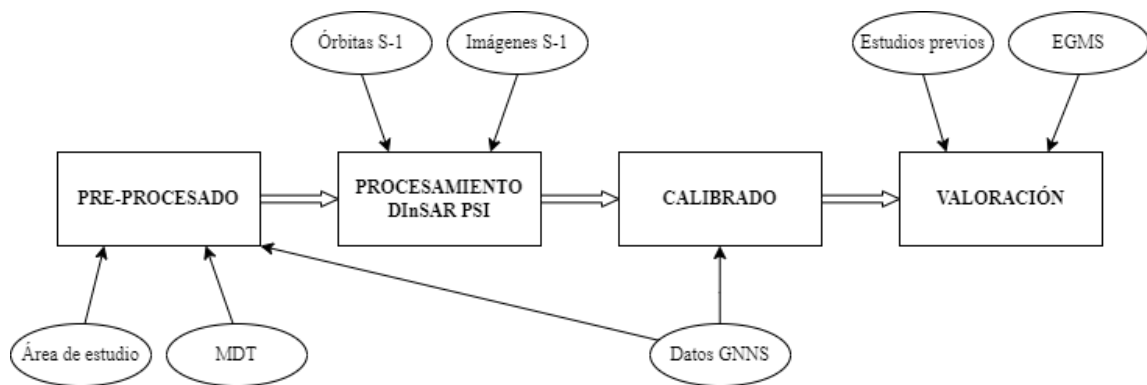 Órbitas S-1
Imágenes S-1
Estudios previos
EGMS
PRE-PROCESADO
PROCESAMIENTO
DInSAR PSI
CALIBRADO
VALORACIÓN
Área de estudio
MDT
Datos GNNS